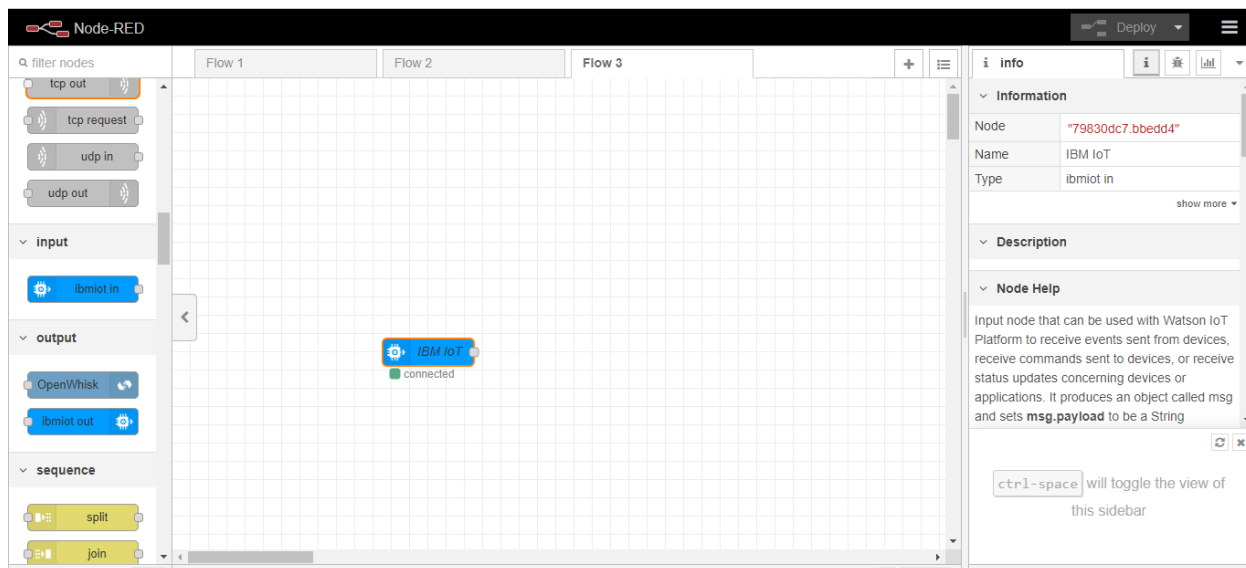 Node-RED
Deploy
filter nodes
Flow 1
Flow 2
Flow 3
i info
i
tcp out
tcp request
udp in
udp out
input
ibmiot in
output
OpenWhisk
ibmiot out
sequence
split
join
IBM IoT
connected
Information
Node "79830dc7.bbedd4"
Name IBM IoT
Type ibmiot in
show more
Description
Node Help
Input node that can be used with Watson IoT
Platform to receive events sent from devices,
receive commands sent to devices, or receive
status updates concerning devices or
applications. It produces an object called msg
and sets msg.payload to be a String
ctrl-space will toggle the view of
this sidebar